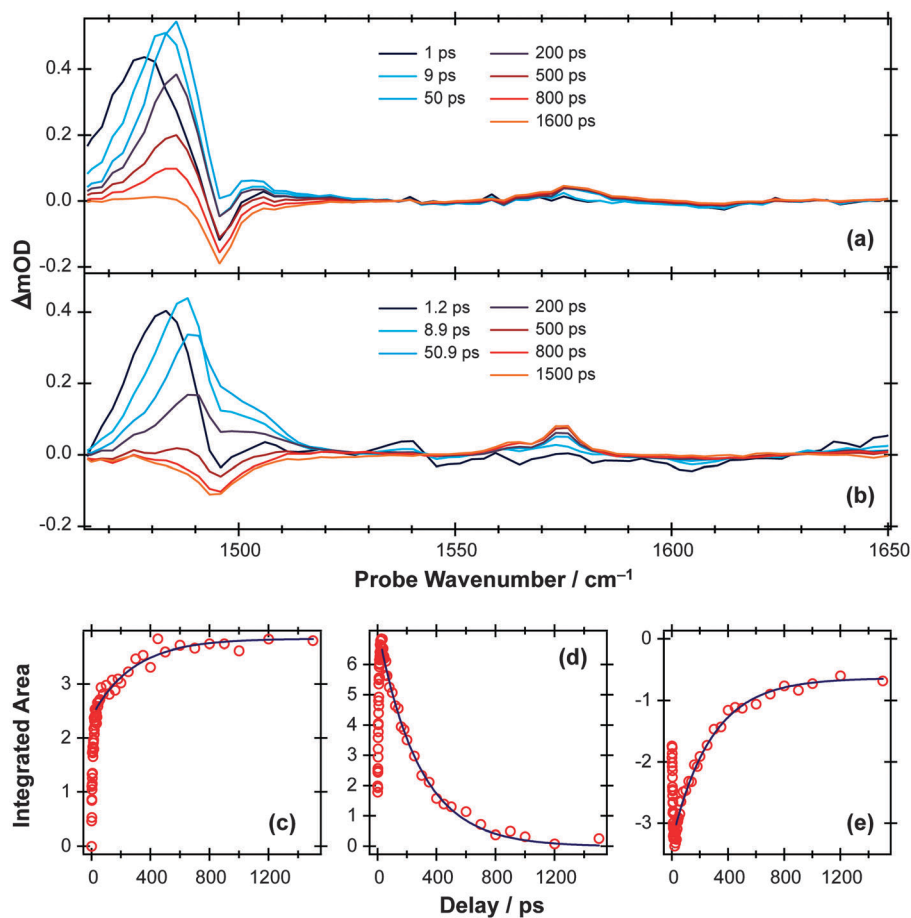 1 ps
9 ps
50 ps
200 ps
500 ps
800 ps
1600 ps
0.4
0.2
0.0
-0.2
(a)
ΔmOD
1.2 ps
8.9 ps
50.9 ps
200 ps
500 ps
800 ps
1500 ps
0.4
0.2
0.0
-0.2
(b)
1500
1550
1600
1650
Probe Wavenumber / cm⁻¹
Integrated Area
3
2
1
0
(c)
0
400
800
1200
6
5
4
3
2
1
0
(d)
0
400
800
1200
-0
-1
-2
-3
(e)
0
400
800
1200
Delay / ps